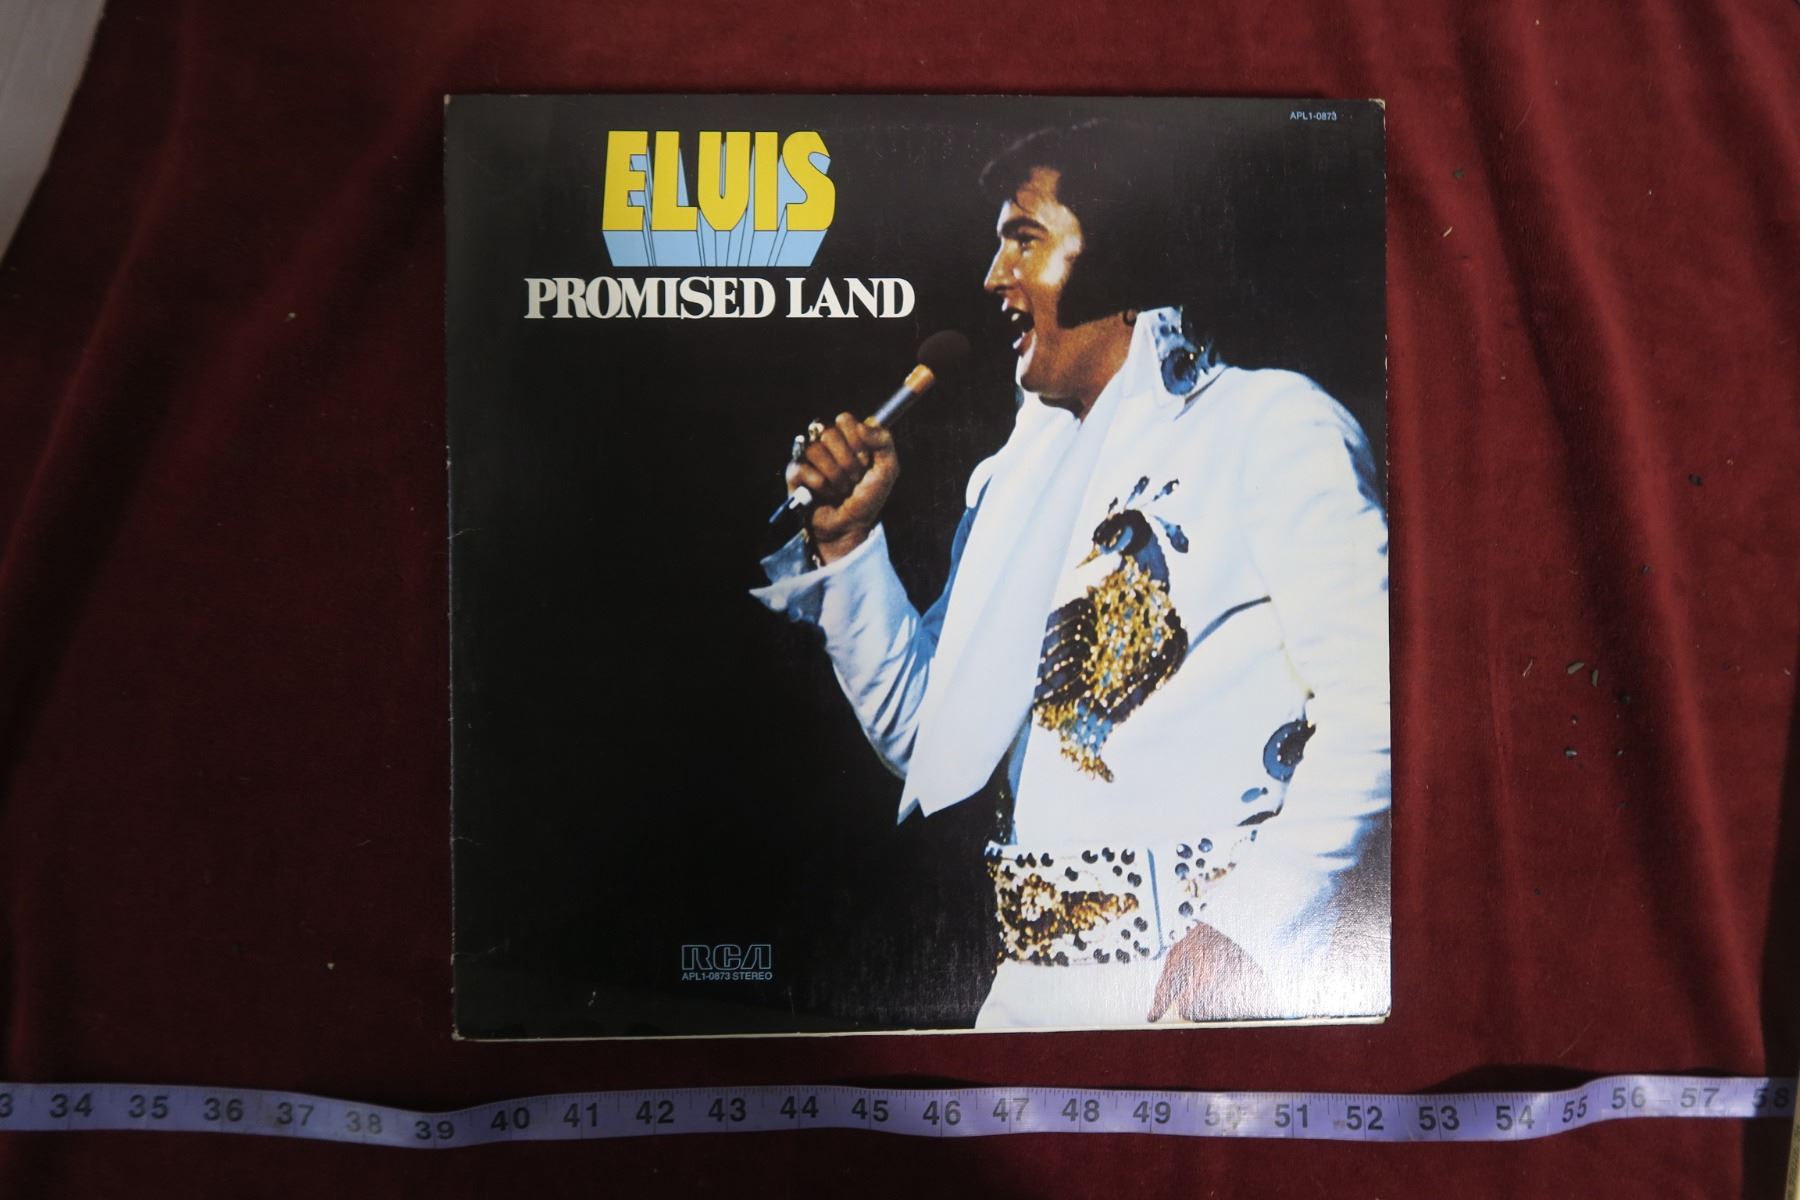 APL1-0873
ELVIS
PROMISED LAND
RCA
APL1-0873 STEREO
3 34 35 36 37 38 39 40 41 42 43 44 45 46 47 48 49 50 51 52 53 54 55 56 57 58